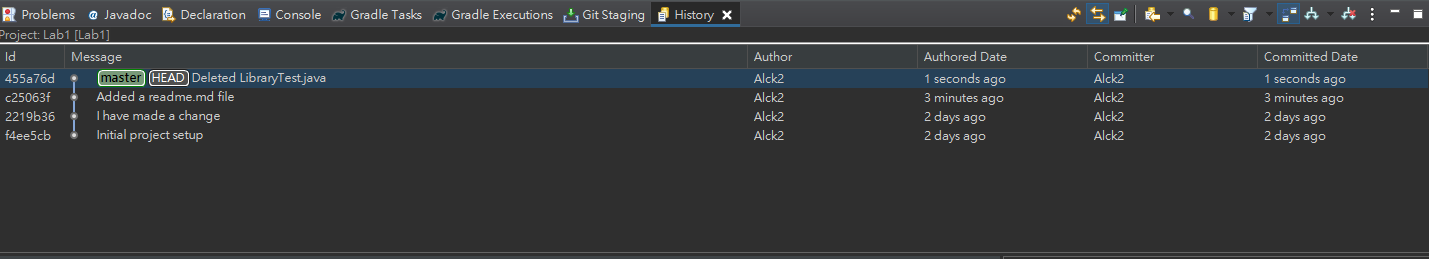 Problems @ Javadoc Declaration Console Gradle Tasks Gradle Executions Git Staging History
Project: Lab1 [Lab1]
Id Message Author Authored Date Committer Committed Date
455a76d master HEAD Deleted LibraryTest.java Alck2 1 seconds ago Alck2 1 seconds ago
c25063f Added a readme.md file Alck2 3 minutes ago Alck2 3 minutes ago
2219b36 I have made a change Alck2 2 days ago Alck2 2 days ago
f4ee5cb Initial project setup Alck2 2 days ago Alck2 2 days ago